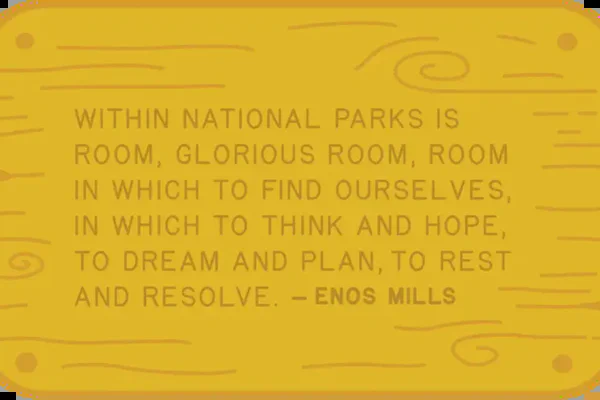 WITHIN NATIONAL PARKS IS
ROOM, GLORIOUS ROOM, ROOM
IN WHICH TO FIND OURSELVES,
IN WHICH TO THINK AND HOPE,
TO DREAM AND PLAN, TO REST
AND RESOLVE. – ENOS MILLS